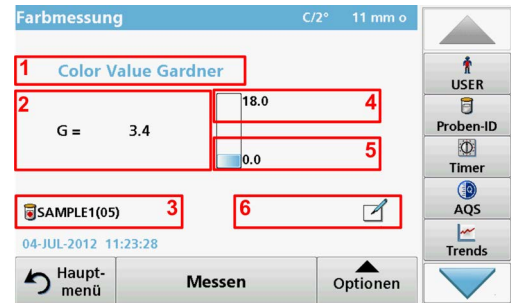 Farbmessung C/2° 11 mm o
1 Color Value Gardner
2
G = 3.4
18.0 4
0.0 5
SAMPLE1(05) 3
6
04-JUL-2012 11:23:28
Haupt-
menü
Messen
Optionen
USER
Proben-ID
Timer
AQS
Trends